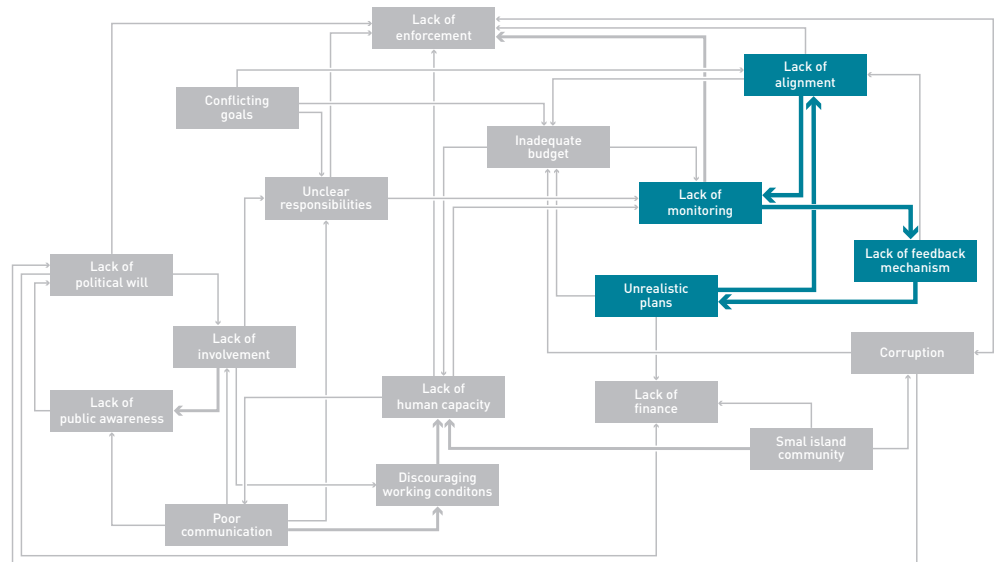 Lack of
enforcement
Lack of
alignment
Conflicting
goals
Inadequate
budget
Unclear
responsibilities
Lack of
monitoring
Lack of feedback
mechanism
Lack of
political will
Unrealistic
plans
Lack of
involvement
Corruption
Lack of
public awareness
Lack of
human capacity
Lack of
finance
Smal island
community
Discouraging
working conditons
Poor
communication